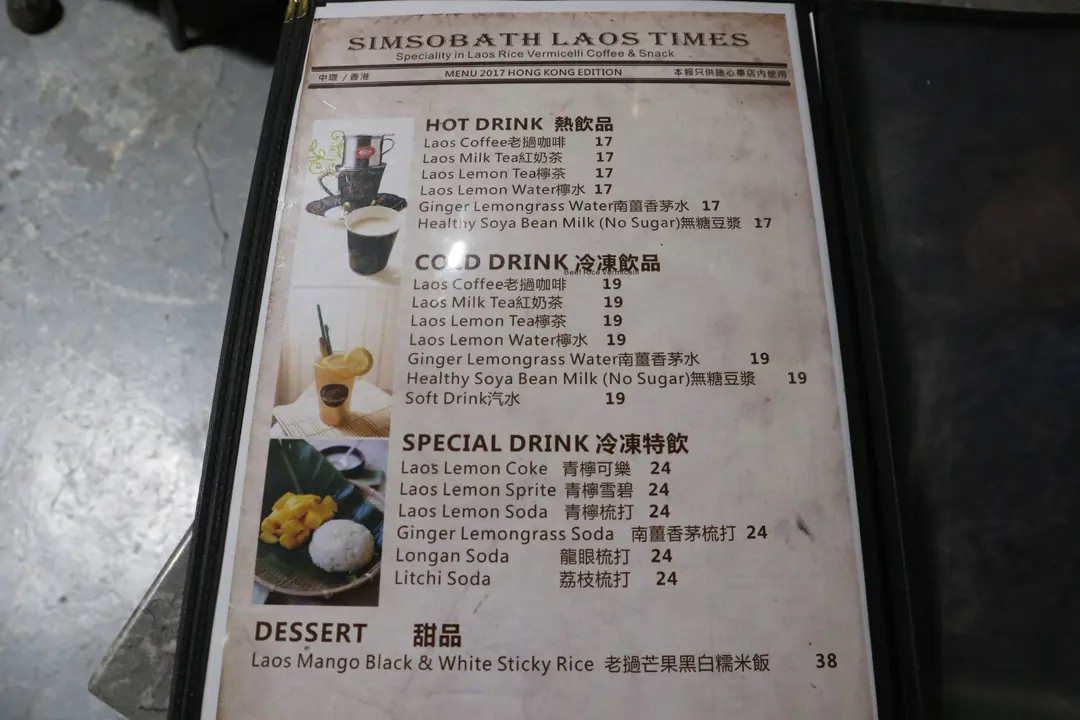 SIMSOBATH LAOS TIMES
Speciality in Laos Rice Vermicelli Coffee & Snack
中環 / 香港 MENU 2017 HONG KONG EDITION 本報只供施心畢店內使用
HOT DRINK 熱飲品
Laos Coffee老撾咖啡 17
Laos Milk Tea紅奶茶 17
Laos Lemon Tea檸茶 17
Laos Lemon Water檸水 17
Ginger Lemongrass Water南薑香茅水 17
Healthy Soya Bean Milk (No Sugar)無糖豆漿 17
COLD DRINK 冷凍飲品
Beef Rice Vermicelli
Laos Coffee老撾咖啡 19
Laos Milk Tea紅奶茶 19
Laos Lemon Tea檸茶 19
Laos Lemon Water檸水 19
Ginger Lemongrass Water南薑香茅水 19
Healthy Soya Bean Milk (No Sugar)無糖豆漿 19
Soft Drink汽水 19
SPECIAL DRINK 冷凍特飲
Laos Lemon Coke 青檸可樂 24
Laos Lemon Sprite 青檸雪碧 24
Laos Lemon Soda 青檸梳打 24
Ginger Lemongrass Soda 南薑香茅梳打 24
Longan Soda 龍眼梳打 24
Litchi Soda 荔枝梳打 24
DESSERT 甜品
Laos Mango Black & White Sticky Rice 老撾芒果黑白糯米飯 38